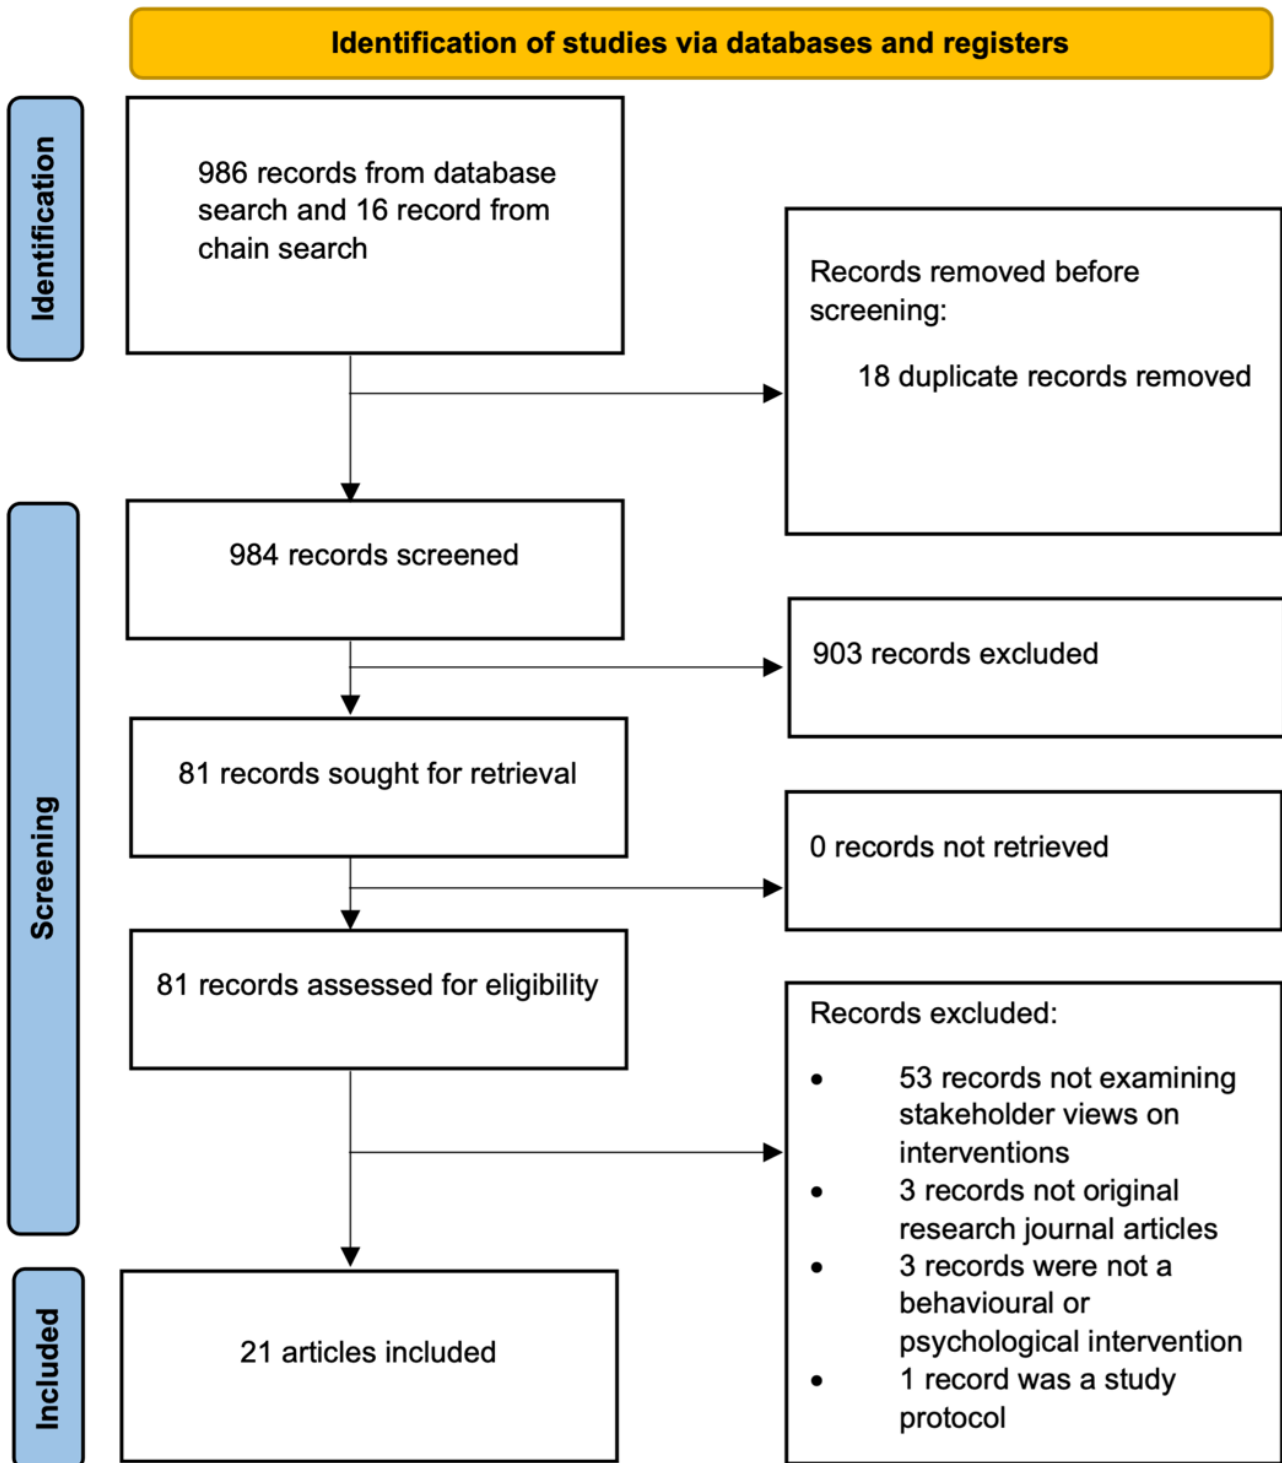 Identification of studies via databases and registers
Identification
986 records from database
search and 16 record from
chain search
Records removed before
screening:
18 duplicate records removed
Screening
984 records screened
903 records excluded
81 records sought for retrieval
0 records not retrieved
81 records assessed for eligibility
Records excluded:
• 53 records not examining
stakeholder views on
interventions
• 3 records not original
research journal articles
• 3 records were not a
behavioural or
psychological intervention
• 1 record was a study
protocol
Included
21 articles included